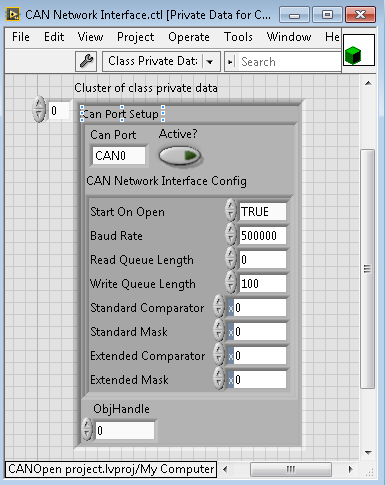 CAN Network Interface.ctl [Private Data for C...
File Edit View Project Operate Tools Window He
Class Private Data Search
Cluster of class private data
0
Can Port Setup
Can Port Active?
CAN0
CAN Network Interface Config
Start On Open TRUE
Baud Rate 500000
Read Queue Length 0
Write Queue Length 100
Standard Comparator x 0
Standard Mask x 0
Extended Comparator x 0
Extended Mask x 0
ObjHandle
0
CANOpen project.lvproj/My Computer